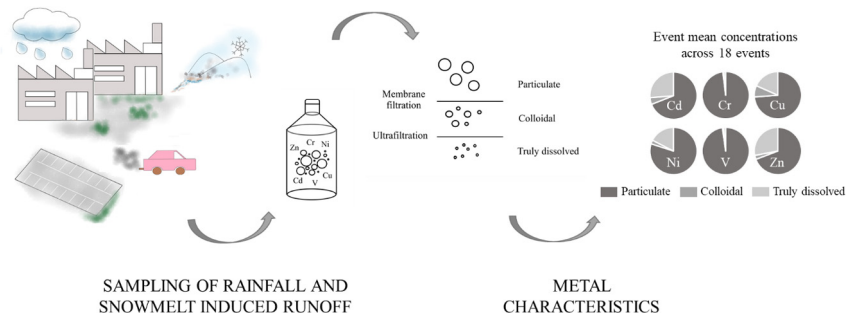 Event mean concentrations
across 18 events
Membrane
filtration
Ultrafiltration
Particulate
Colloidal
Truly dissolved
Cr
Zn
Ni
Cd
Cu
V
Cd
Cr
Cu
Ni
V
Zn
Particulate
Colloidal
Truly dissolved
SAMPLING OF RAINFALL AND
SNOWMELT INDUCED RUNOFF
METAL
CHARACTERISTICS